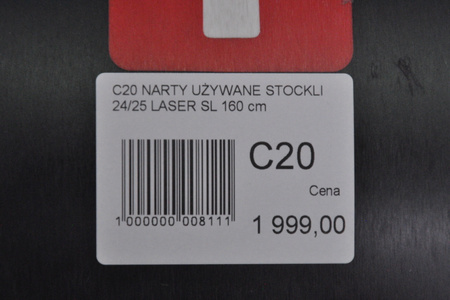 C20 NARTY UŻYWANE STOCKLI
24/25 LASER SL 160 cm
C20
Cena
1 000000 008111
1 999,00